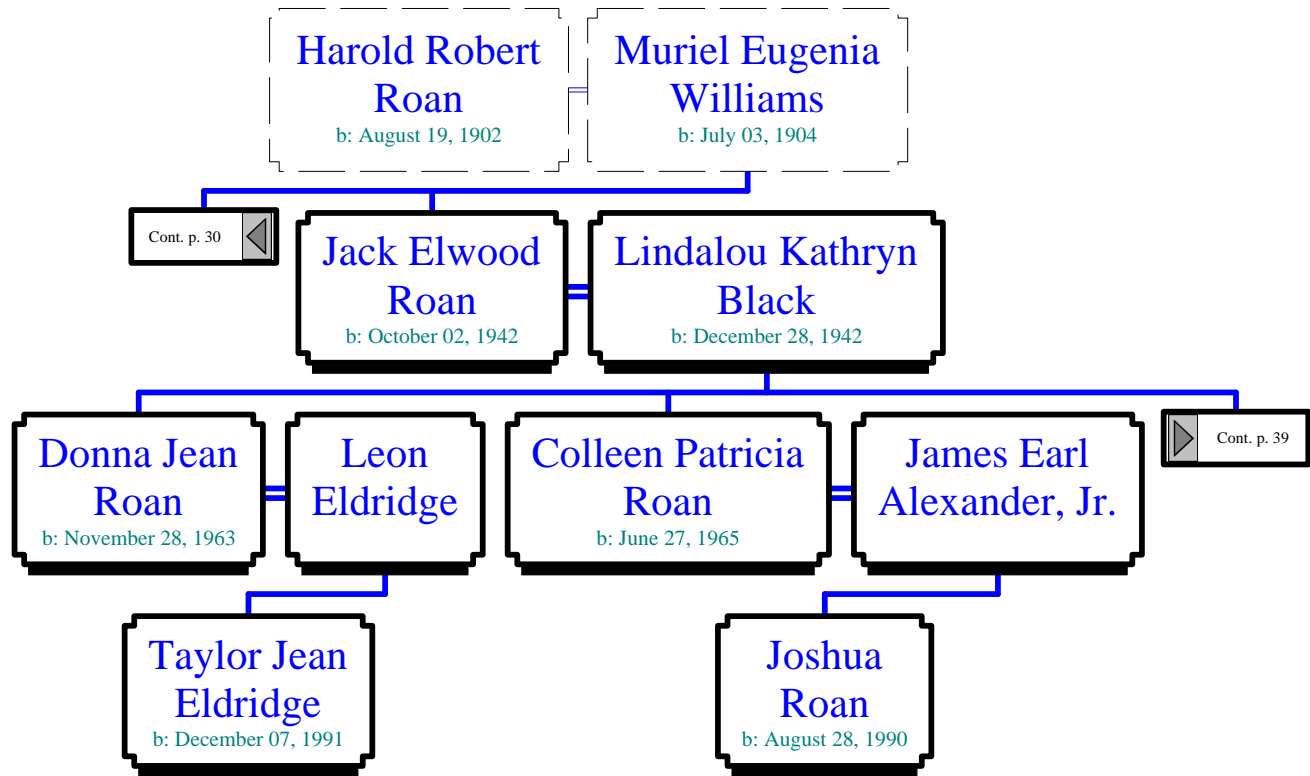 Harold Robert
Roan
b: August 19, 1902
Muriel Eugenia
Williams
b: July 03, 1904
Cont. p. 30
Jack Elwood
Roan
b: October 02, 1942
Lindalou Kathryn
Black
b: December 28, 1942
Donna Jean
Roan
b: November 28, 1963
Leon
Eldridge
Colleen Patricia
Roan
b: June 27, 1965
James Earl
Alexander, Jr.
Cont. p. 39
Taylor Jean
Eldridge
b: December 07, 1991
Joshua
Roan
b: August 28, 1990